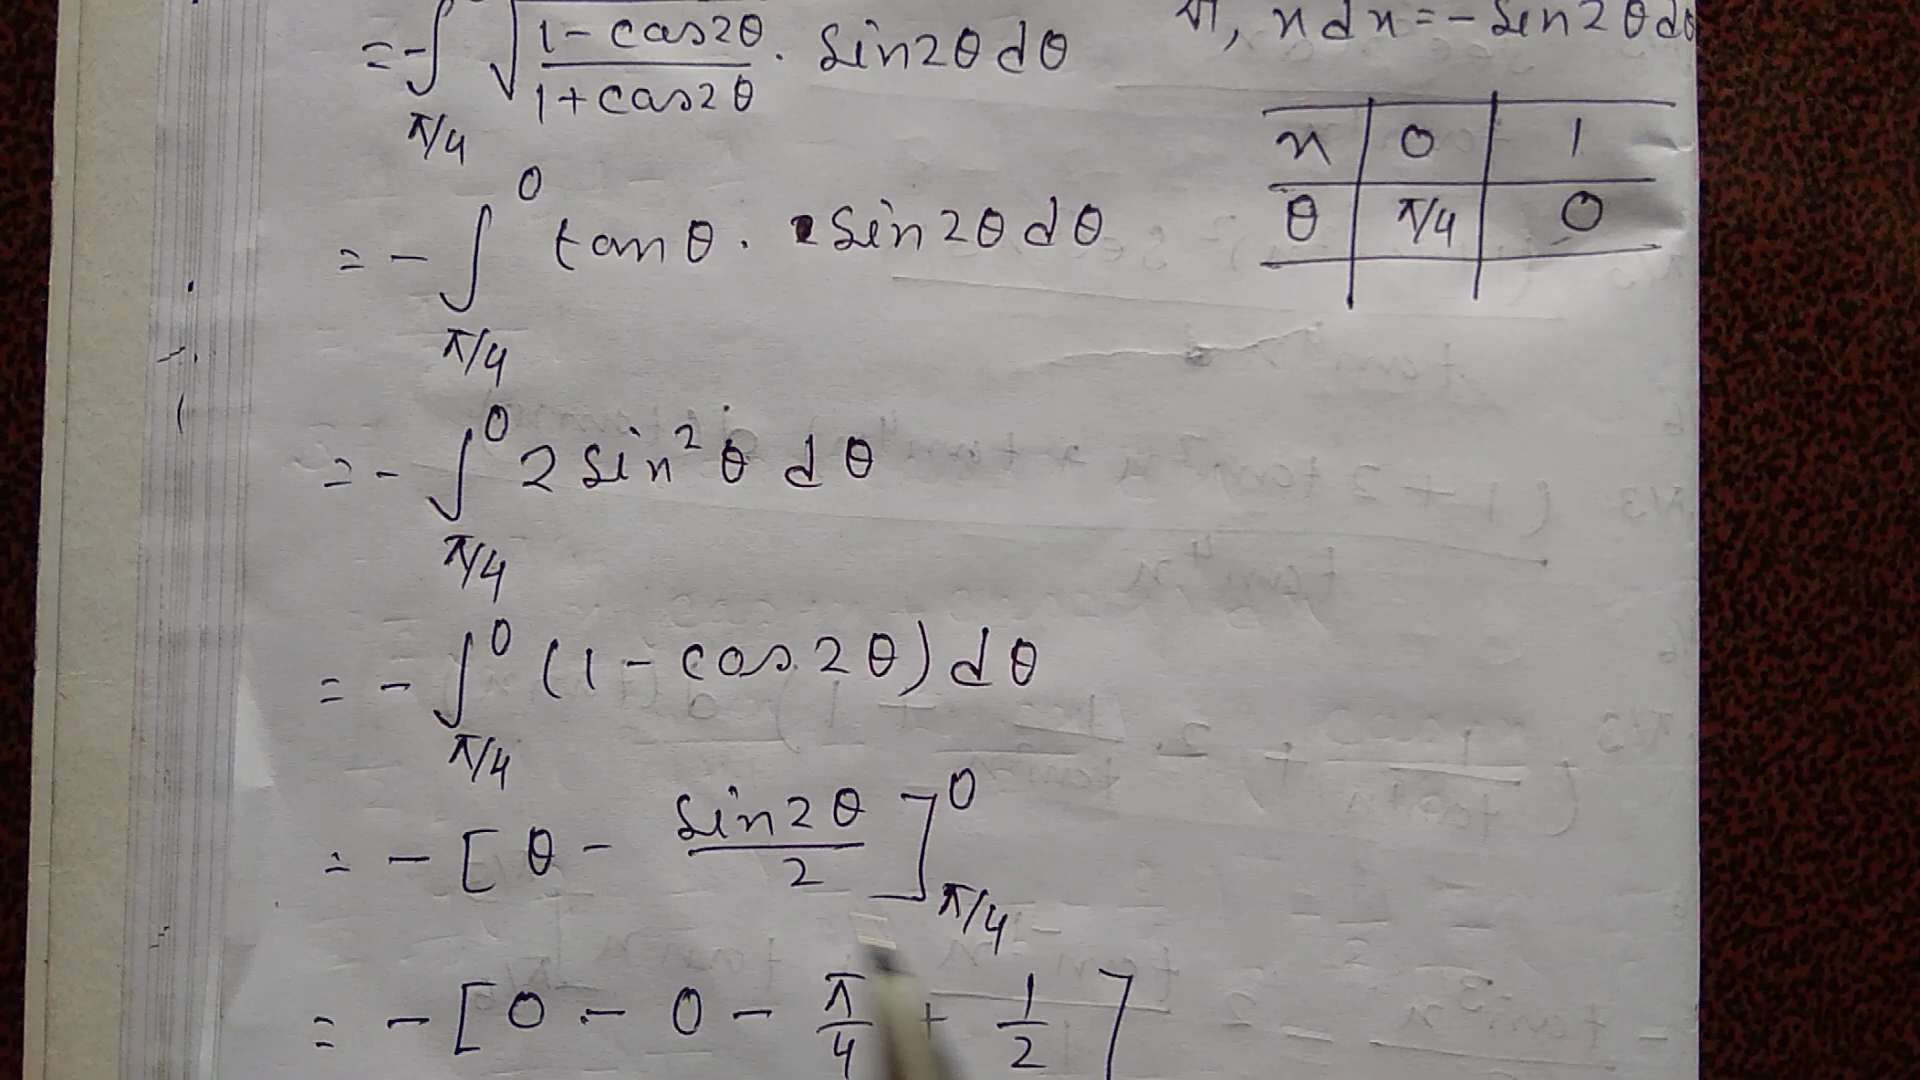 = -∫_{π/4} √((1 - cos2θ)/(1 + cos2θ)) · sin2θ dθ
বা, x dx = - sin2θ dθ
x | 0 | 1
θ | π/4 | 0
= -∫_{π/4}^{0} tanθ · sin2θ dθ
= -∫_{π/4}^{0} 2 sin²θ dθ
= -∫_{π/4}^{0} (1 - cos2θ) dθ
= -[θ - sin2θ/2]_{π/4}^{0}
= -[0 - 0 - π/4 + 1/2]